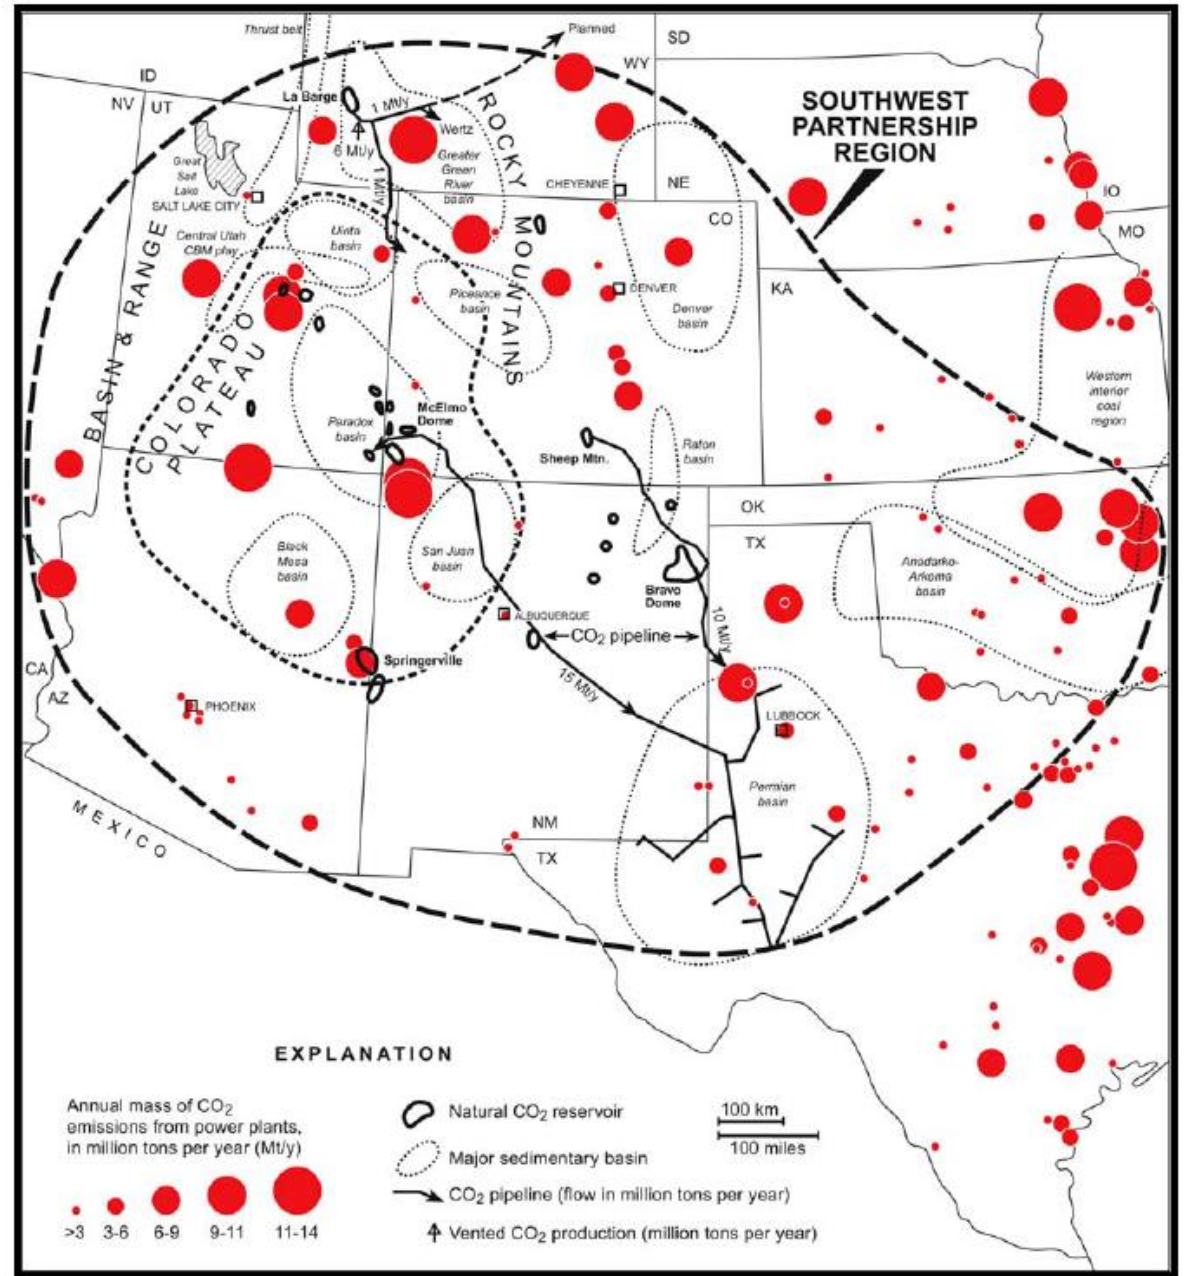 Thrust belt
Planned
SD
WY
ID
NV
UT
La Barge
1 Mt/y
Wertz
6 Mt/y
1 Mt/y
Greater
Green
River
basin
ROCKY MOUNTAINS
SOUTHWEST
PARTNERSHIP
REGION
Great
Salt
Lake
SALT LAKE CITY
CHEYENNE
NE
CO
IO
MO
KA
Central Utah
CBM play
Uinta
basin
Piceance
basin
DENVER
Denver
basin
BASIN & RANGE
COLORADO
PLATEAU
Western
interior
coal
region
Paradox
basin
McElmo
Dome
Sheep Mtn.
Raton
basin
OK
TX
Black
Mesa
basin
San Juan
basin
Anadarko-
Arkoma
basin
Bravo
Dome
ALBUQUERQUE
CO2 pipeline
10 Mt/y
15 Mt/y
Springerville
CA
AZ
PHOENIX
LUBBOCK
Permian
basin
MEXICO
NM
TX
EXPLANATION
Annual mass of CO2
emissions from power plants,
in million tons per year (Mt/y)
>3 3-6 6-9 9-11 11-14
Natural CO2 reservoir
Major sedimentary basin
CO2 pipeline (flow in million tons per year)
Vented CO2 production (million tons per year)
100 km
100 miles